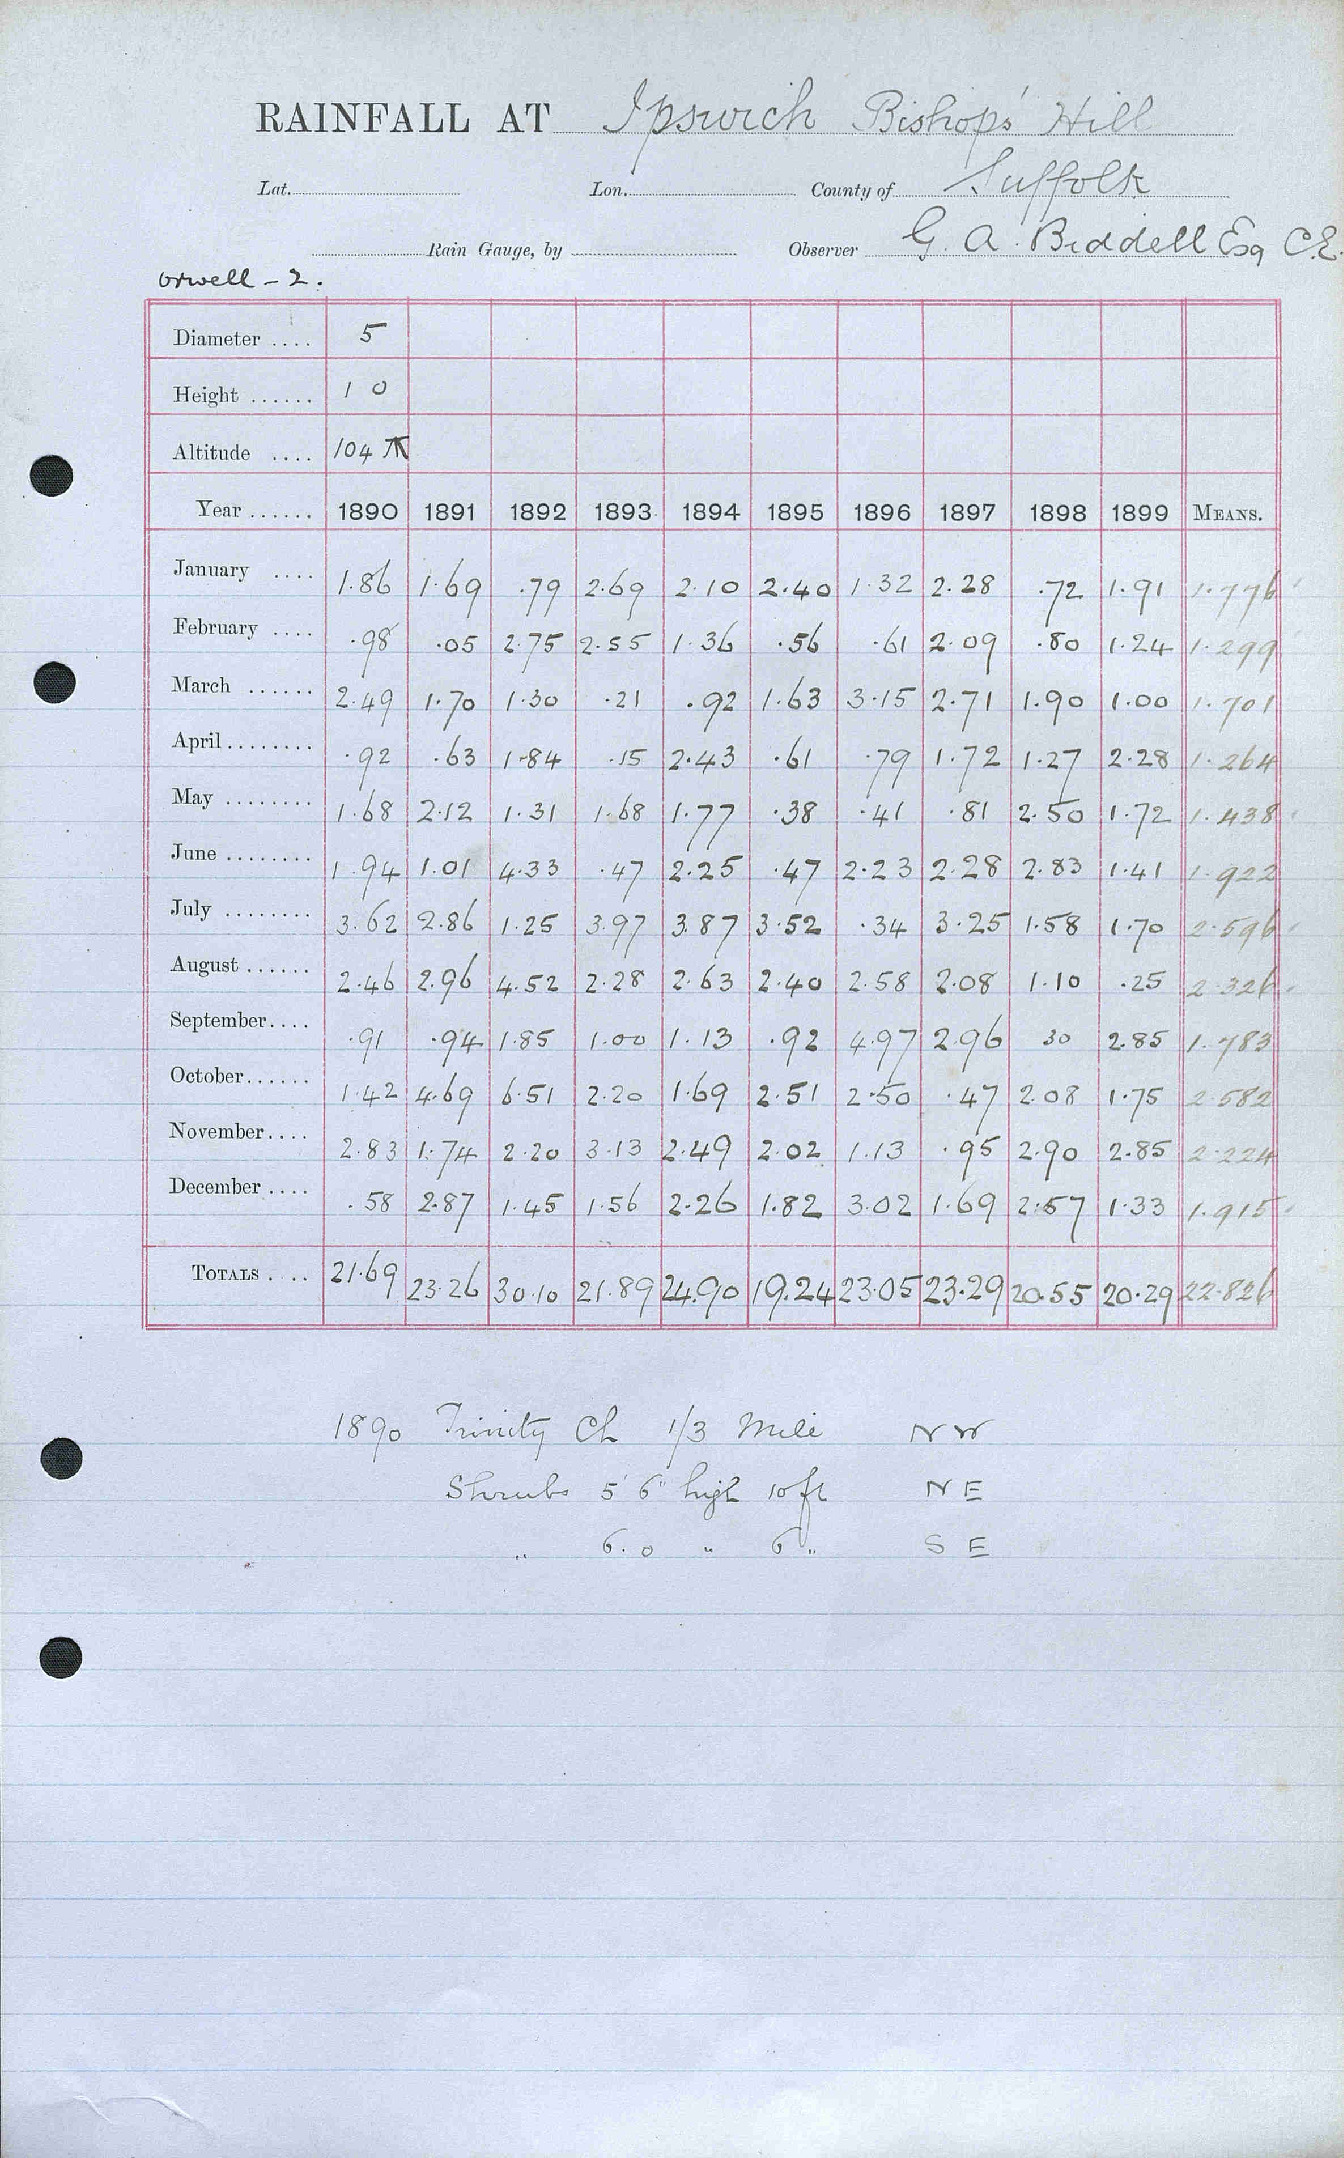 RAINFALL AT Ipswich Bishops' Hill
Lat. Lon. County of Suffolk
Rain Gauge, by Observer G. A. Biddell Esq C.E.
Orwell - 2.
Diameter .... 5
Height ...... 1 0
Altitude .... 104
Year ...... 1890 1891 1892 1893 1894 1895 1896 1897 1898 1899 MEANS.
January .... 1.86 1.69 .79 2.69 2.10 2.40 1.32 2.28 .72 1.91 1.776
February .... .98 .05 2.75 2.55 1.36 .56 .61 2.09 .80 1.24 1.299
March ...... 2.49 1.70 1.30 .21 .92 1.63 3.15 2.71 1.90 1.00 1.701
April ........ .92 .63 1.84 .15 2.43 .61 .79 1.72 1.27 2.28 1.264
May ........ 1.68 2.12 1.31 1.68 1.77 .38 .41 .81 2.50 1.72 1.438
June ........ 1.94 1.01 4.33 .47 2.25 .47 2.23 2.28 2.83 1.41 1.922
July ........ 3.62 2.86 1.25 3.97 3.87 3.52 .34 3.25 1.58 1.70 2.596
August ...... 2.46 2.96 4.52 2.28 2.63 2.40 2.58 2.08 1.10 .25 2.326
September.... .91 .94 1.85 1.00 1.13 .92 4.97 2.96 30 2.85 1.783
October...... 1.42 4.69 6.51 2.20 1.69 2.51 2.50 .47 2.08 1.75 2.582
November.... 2.83 1.74 2.20 3.13 2.49 2.02 1.13 .95 2.90 2.85 2.224
December .... .58 2.87 1.45 1.56 2.26 1.82 3.02 1.69 2.57 1.33 1.915
TOTALS .... 21.69 23.26 30.10 21.89 24.90 19.24 23.05 23.29 20.55 20.29 22.826
1890 Trinity Ch 1/3 Mile NW
Shrubs 5' 6" high 10 ft NE
" 6.0 " 6 " SE